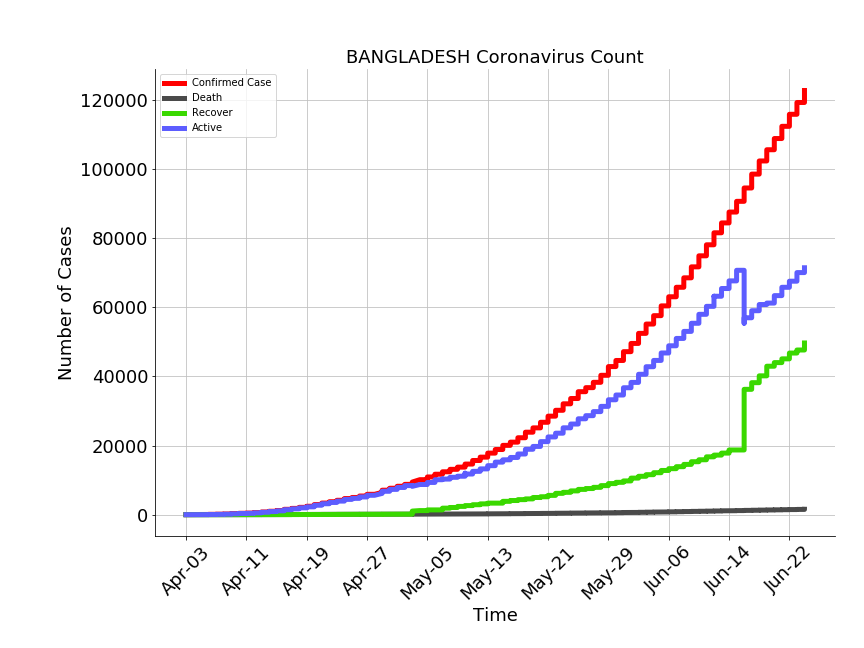 BANGLADESH Coronavirus Count
Confirmed Case
Death
Recover
Active
120000
100000
80000
60000
40000
20000
0
Number of Cases
Apr-03
Apr-11
Apr-19
Apr-27
May-05
May-13
May-21
May-29
Jun-06
Jun-14
Jun-22
Time